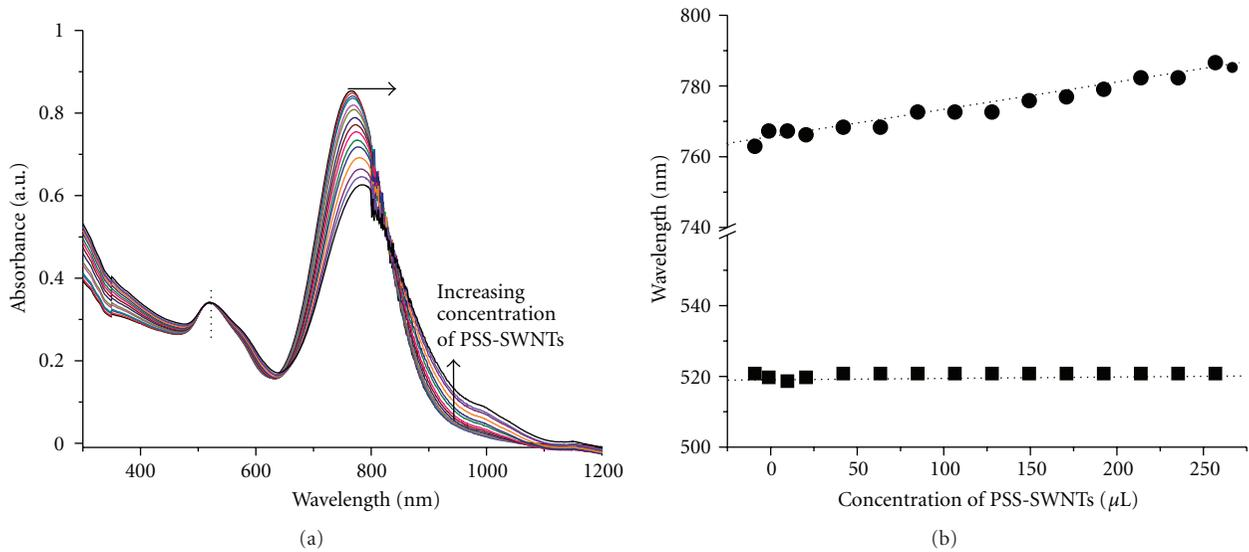 1
0.8
0.6
0.4
0.2
0
Absorbance (a.u.)
400 600 800 1000 1200
Wavelength (nm)
Increasing
concentration
of PSS-SWNTs
(a)
800
780
760
740
540
520
500
Wavelength (nm)
0 50 100 150 200 250
Concentration of PSS-SWNTs (μL)
(b)